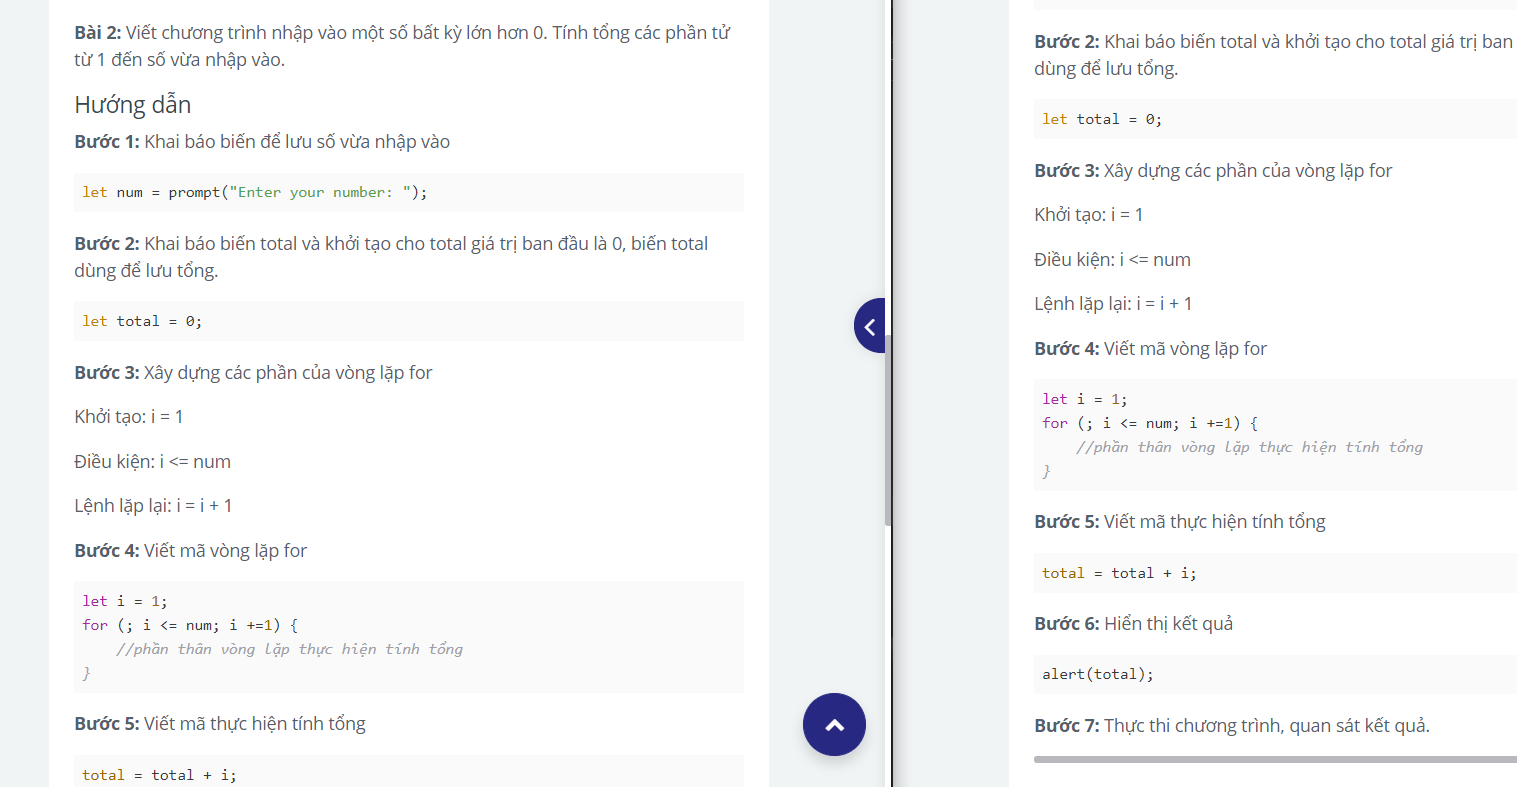 Bài 2: Viết chương trình nhập vào một số bất kỳ lớn hơn 0. Tính tổng các phần tử
từ 1 đến số vừa nhập vào.
Hướng dẫn
Bước 1: Khai báo biến để lưu số vừa nhập vào
let num = prompt("Enter your number: ");
Bước 2: Khai báo biến total và khởi tạo cho total giá trị ban đầu là 0, biến total
dùng để lưu tổng.
let total = 0;
Bước 3: Xây dựng các phần của vòng lặp for
Khởi tạo: i = 1
Điều kiện: i <= num
Lệnh lặp lại: i = i + 1
Bước 4: Viết mã vòng lặp for
let i = 1;
for (; i <= num; i +=1) {
//phần thân vòng lặp thực hiện tính tổng
}
Bước 5: Viết mã thực hiện tính tổng
total = total + i;
Bước 2: Khai báo biến total và khởi tạo cho total giá trị ban
dùng để lưu tổng.
let total = 0;
Bước 3: Xây dựng các phần của vòng lặp for
Khởi tạo: i = 1
Điều kiện: i <= num
Lệnh lặp lại: i = i + 1
Bước 4: Viết mã vòng lặp for
let i = 1;
for (; i <= num; i +=1) {
//phần thân vòng lặp thực hiện tính tổng
}
Bước 5: Viết mã thực hiện tính tổng
total = total + i;
Bước 6: Hiển thị kết quả
alert(total);
Bước 7: Thực thi chương trình, quan sát kết quả.